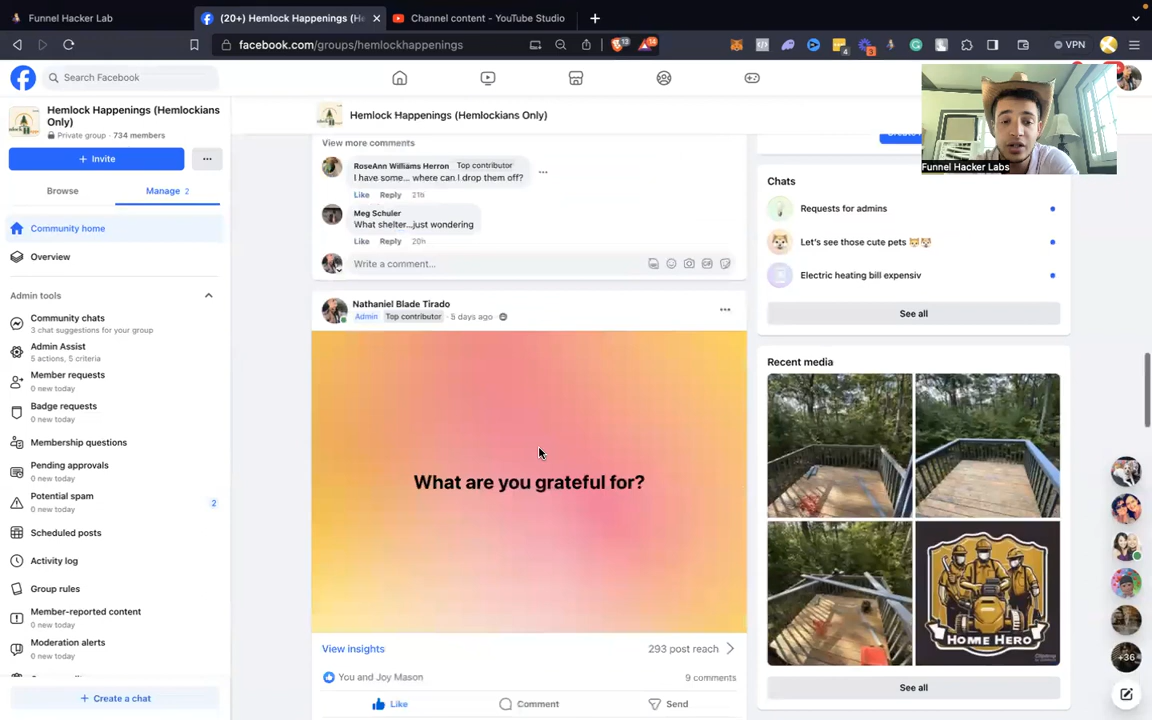 Funnel Hacker Lab
(20+) Hemlock Happenings (He
Channel content - YouTube Studio
facebook.com/groups/hemlockhappenings
13
14
4
3
VPN
Search Facebook
Hemlock Happenings (Hemlockians
Only)
Private group · 734 members
+ Invite
Browse
Manage 2
Community home
Overview
Admin tools
Community chats
3 chat suggestions for your group
Admin Assist
5 actions, 5 criteria
Member requests
0 new today
Badge requests
0 new today
Membership questions
Pending approvals
0 new today
Potential spam
0 new today
2
Scheduled posts
Activity log
Group rules
Member-reported content
0 new today
Moderation alerts
0 new today
+ Create a chat
Hemlock Happenings (Hemlockians Only)
View more comments
RoseAnn Williams Herron Top contributor
I have some... where can I drop them off?
Like Reply 21h
Meg Schuler
What shelter...just wondering
Like Reply 20h
Write a comment...
Nathaniel Blade Tirado
Admin Top contributor · 5 days ago
What are you grateful for?
View insights
293 post reach
You and Joy Mason
9 comments
Like
Comment
Send
Funnel Hacker Labs
Chats
Requests for admins
Let's see those cute pets
Electric heating bill expensiv
See all
Recent media
HOME HERO
See all
+36